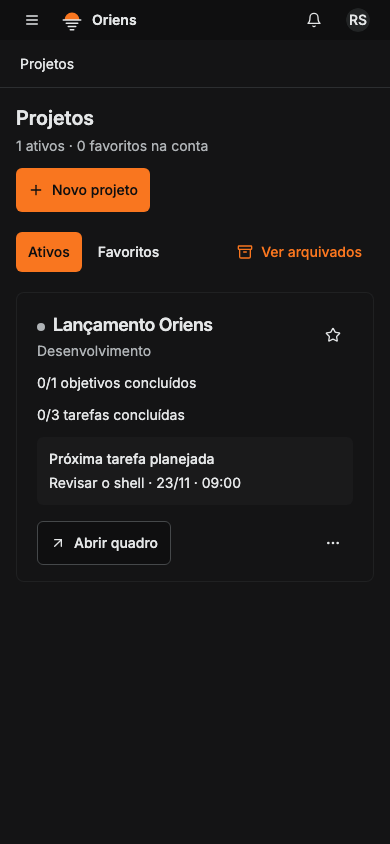 Oriens
RS
Projetos
Projetos
1 ativos · 0 favoritos na conta
Novo projeto
Ativos
Favoritos
Ver arquivados
Lançamento Oriens
Desenvolvimento
0/1 objetivos concluídos
0/3 tarefas concluídas
Próxima tarefa planejada
Revisar o shell · 23/11 · 09:00
Abrir quadro